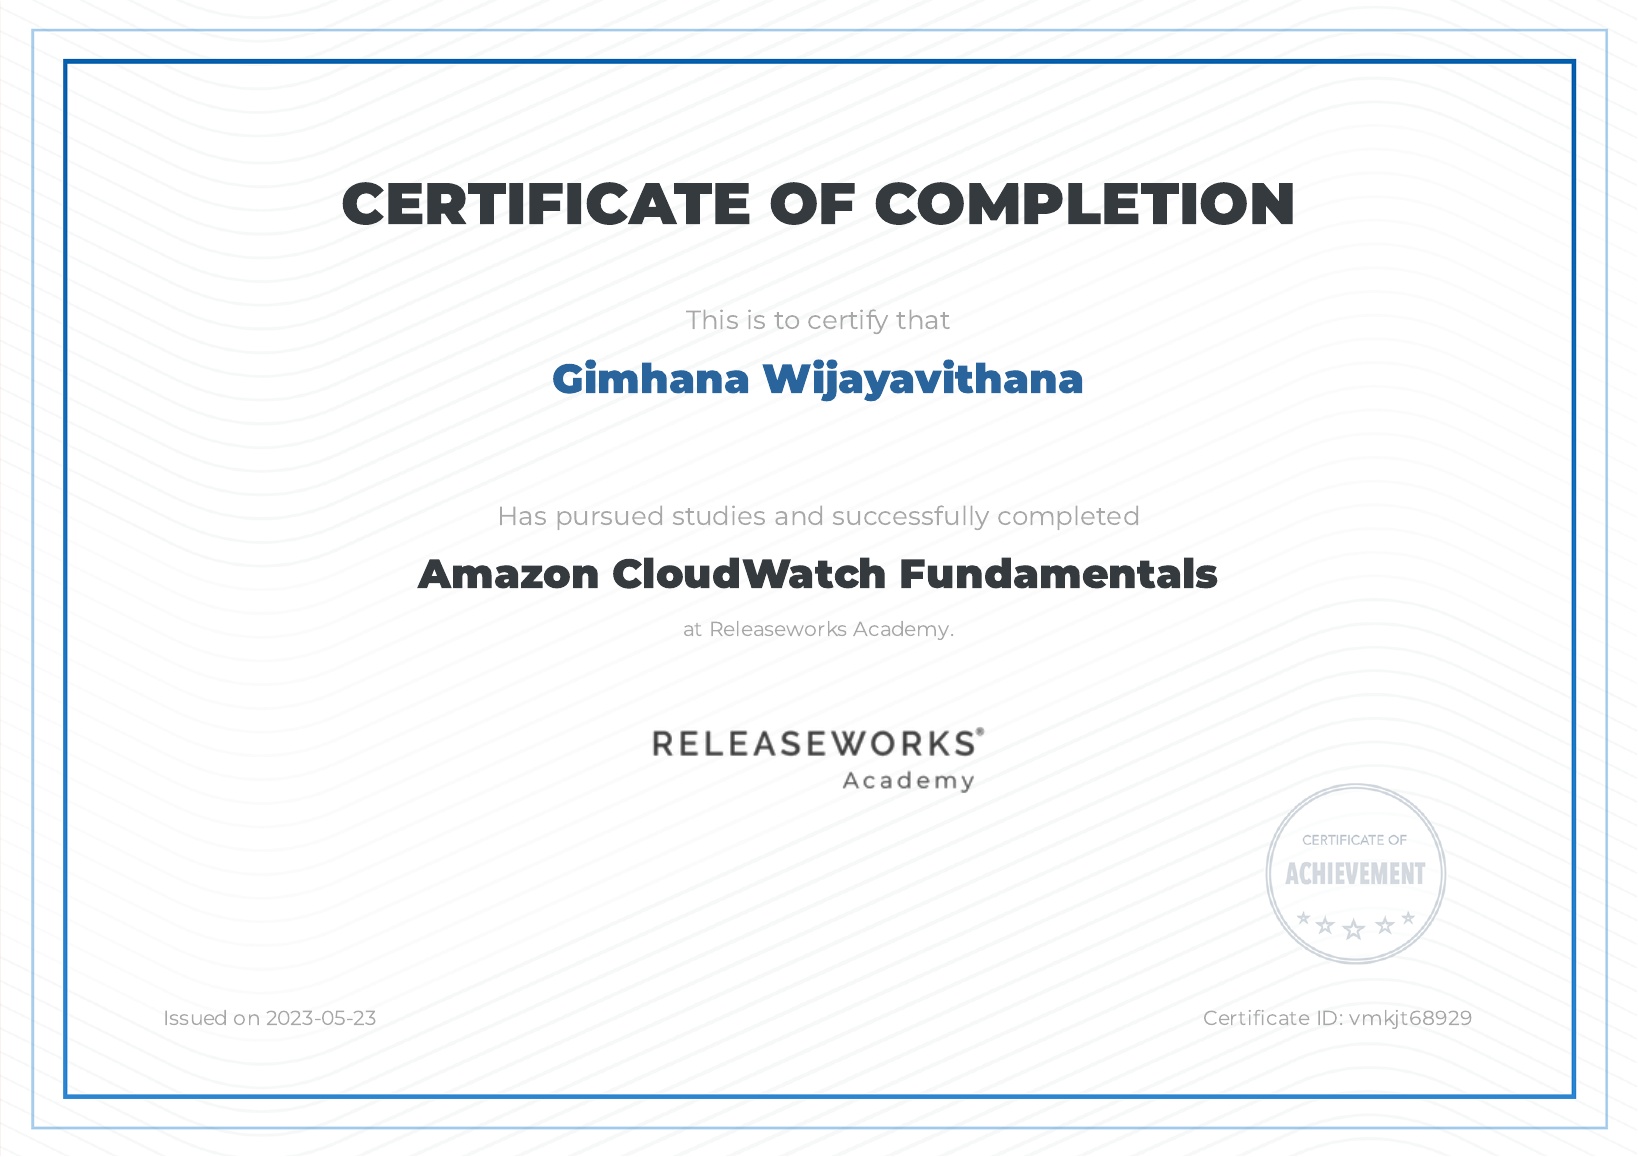 CERTIFICATE OF COMPLETION
This is to certify that
Gimhana Wijayavithana
Has pursued studies and successfully completed
Amazon CloudWatch Fundamentals
at Releaseworks Academy.
RELEASEWORKS®
Academy
CERTIFICATE OF
ACHIEVEMENT
Issued on 2023-05-23
Certificate ID: vmkjt68929